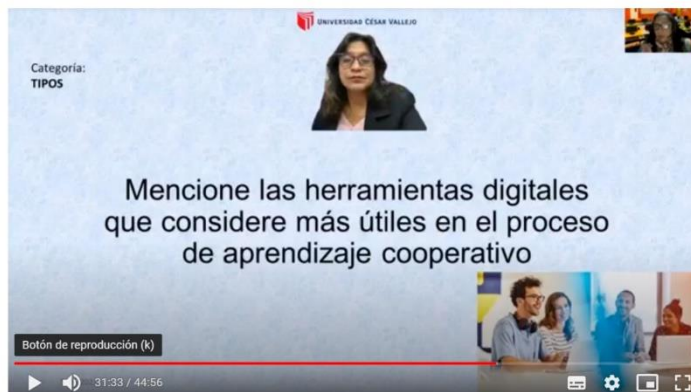 UNIVERSIDAD CÉSAR VALLEJO
Categoría:
TIPOS
Mencione las herramientas digitales
que considere más útiles en el proceso
de aprendizaje cooperativo
Botón de reproducción (k)
31:33 / 44:56